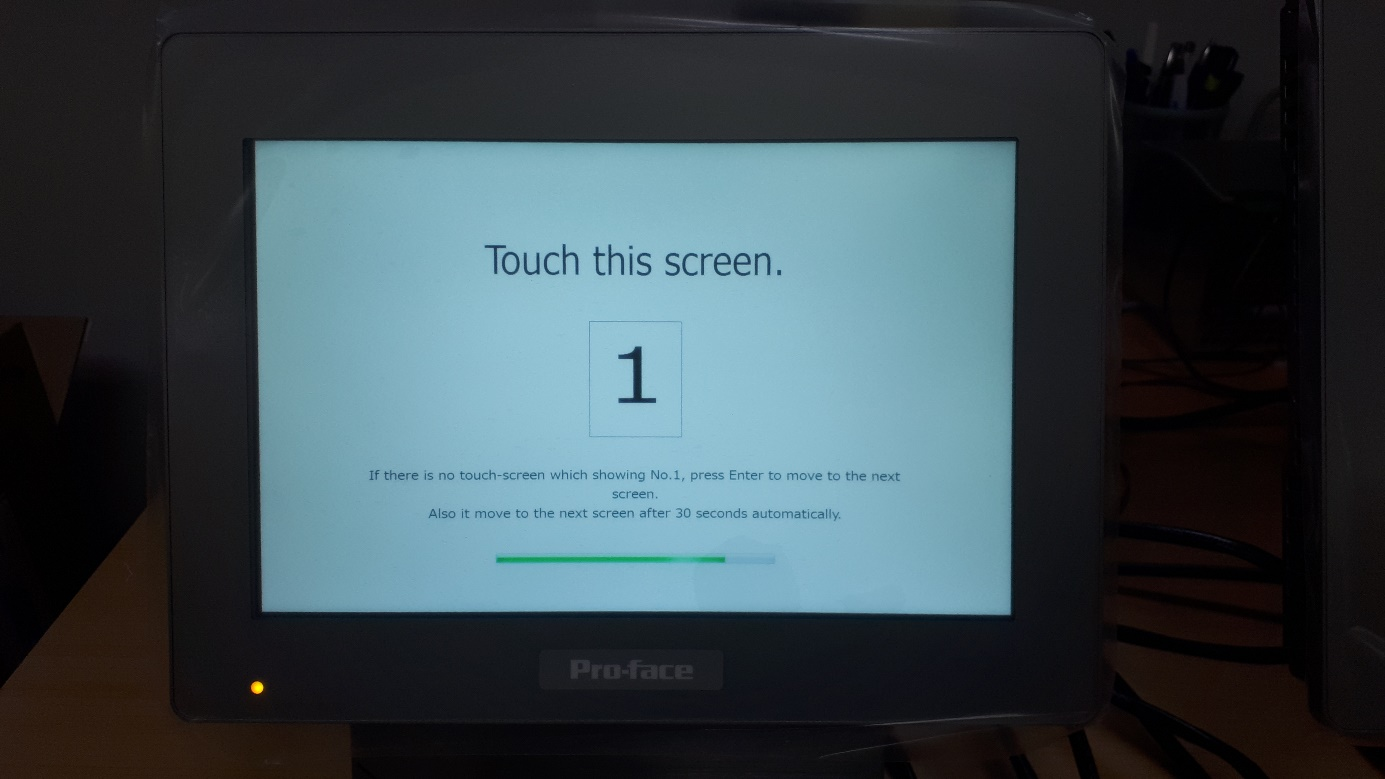 Touch this screen.
1
If there is no touch-screen which showing No.1, press Enter to move to the next
screen.
Also it move to the next screen after 30 seconds automatically.
Pro-face